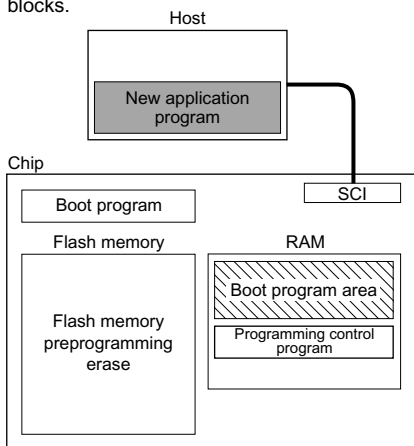 blocks.
Host
New application
program
Chip
SCI
Boot program
Flash memory
RAM
Boot program area
Flash memory
preprogramming
erase
Programming control
program